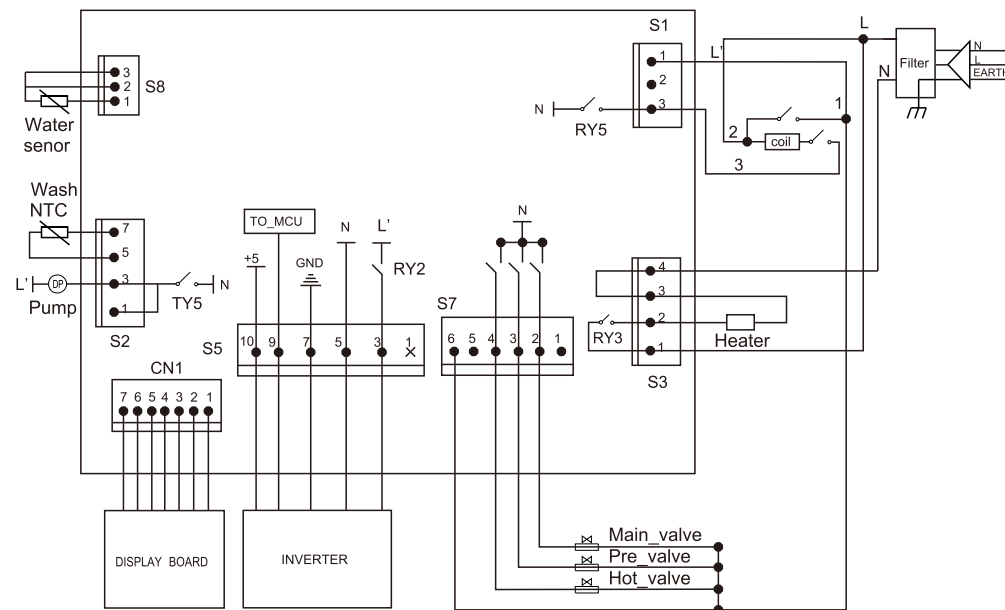 S1
L
L'
1
2
3
N
RY5
Filter
N
L
EARTH
N
1
2
coil
3
3
2
1
S8
Water
senor
Wash
NTC
7
5
L'
DP
3
Pump
1
TY5
N
S2
TO_MCU
+5
GND
N
L'
RY2
S5
10
9
7
5
3
1
N
S7
6
5
4
3
2
1
4
3
2
1
RY3
Heater
S3
CN1
7 6 5 4 3 2 1
DISPLAY BOARD
INVERTER
Main_valve
Pre_valve
Hot_valve